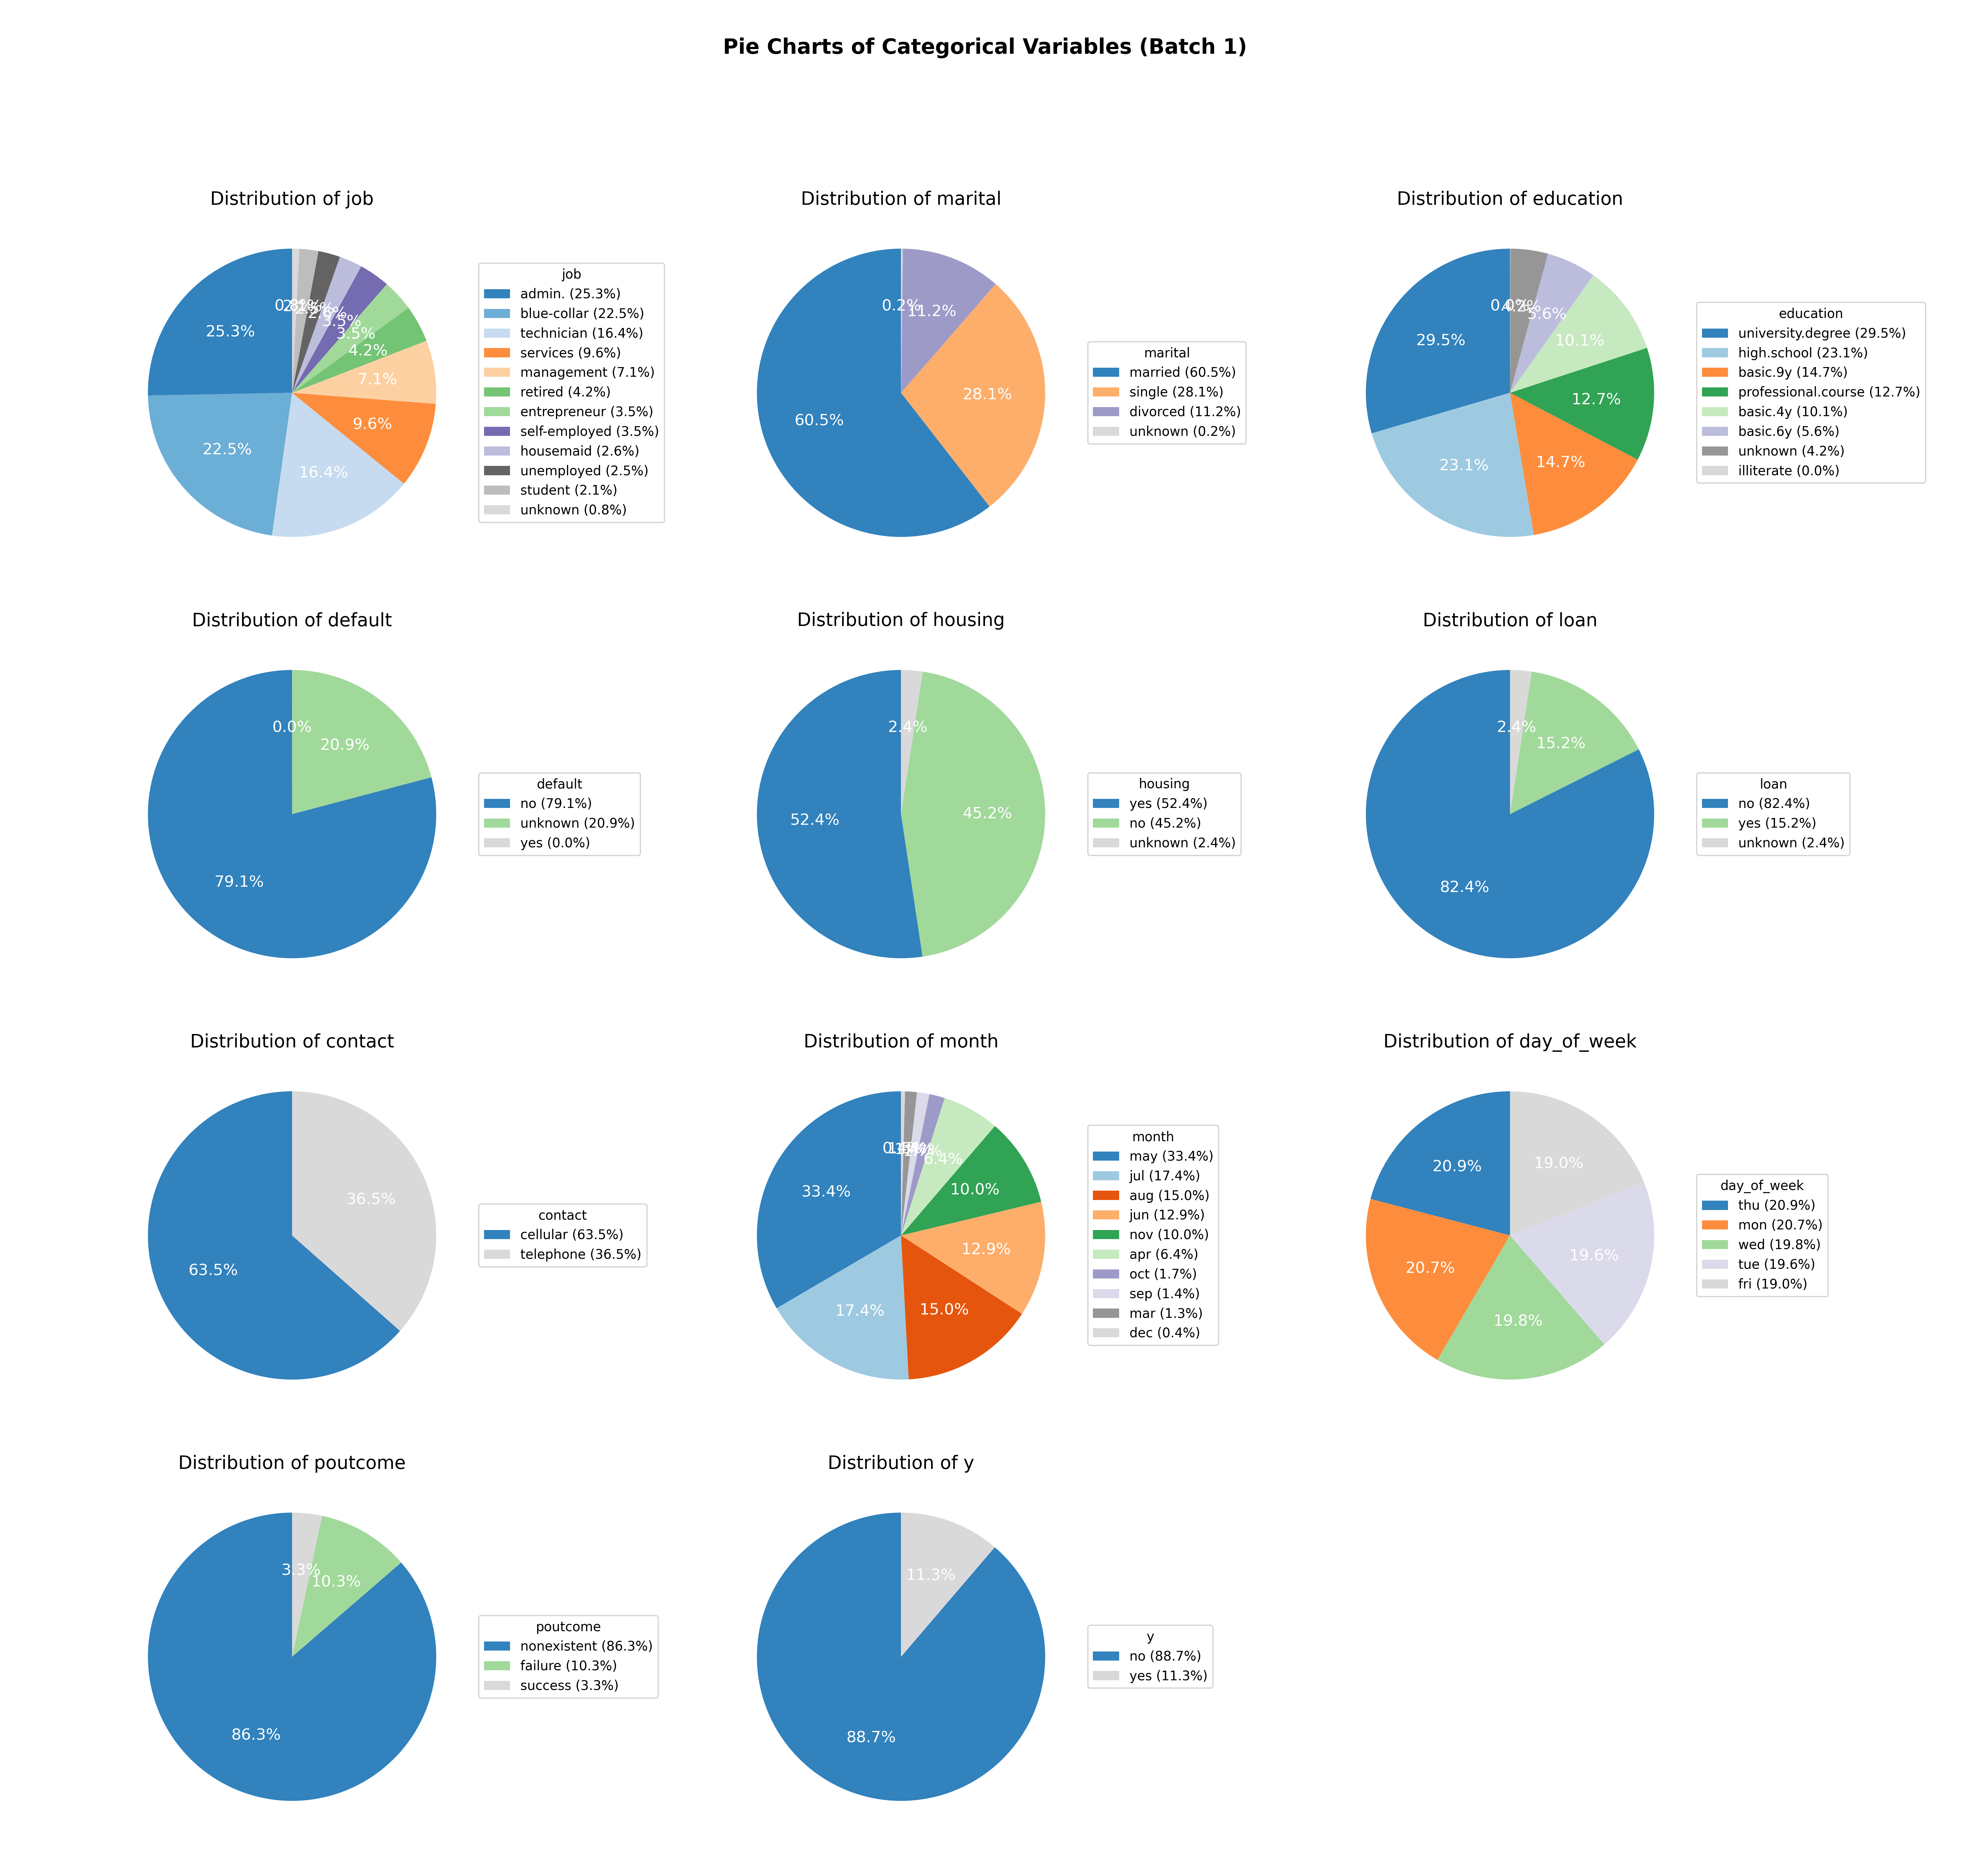 Pie Charts of Categorical Variables (Batch 1)
Distribution of job
25.3%
22.5%
16.4%
9.6%
7.1%
4.2%
3.5%
3.5%
2.6%
2.1%
0.8%
job
admin. (25.3%)
blue-collar (22.5%)
technician (16.4%)
services (9.6%)
management (7.1%)
retired (4.2%)
entrepreneur (3.5%)
self-employed (3.5%)
housemaid (2.6%)
unemployed (2.5%)
student (2.1%)
unknown (0.8%)
Distribution of marital
60.5%
28.1%
11.2%
0.2%
marital
married (60.5%)
single (28.1%)
divorced (11.2%)
unknown (0.2%)
Distribution of education
29.5%
23.1%
14.7%
12.7%
10.1%
5.6%
4.2%
0.0%
education
university.degree (29.5%)
high.school (23.1%)
basic.9y (14.7%)
professional.course (12.7%)
basic.4y (10.1%)
basic.6y (5.6%)
unknown (4.2%)
illiterate (0.0%)
Distribution of default
79.1%
20.9%
0.0%
default
no (79.1%)
unknown (20.9%)
yes (0.0%)
Distribution of housing
52.4%
45.2%
2.4%
housing
yes (52.4%)
no (45.2%)
unknown (2.4%)
Distribution of loan
82.4%
15.2%
2.4%
loan
no (82.4%)
yes (15.2%)
unknown (2.4%)
Distribution of contact
63.5%
36.5%
contact
cellular (63.5%)
telephone (36.5%)
Distribution of month
33.4%
17.4%
15.0%
12.9%
10.0%
6.4%
month
may (33.4%)
jul (17.4%)
aug (15.0%)
jun (12.9%)
nov (10.0%)
apr (6.4%)
oct (1.7%)
sep (1.4%)
mar (1.3%)
dec (0.4%)
Distribution of day_of_week
20.9%
20.7%
19.8%
19.6%
19.0%
day_of_week
thu (20.9%)
mon (20.7%)
wed (19.8%)
tue (19.6%)
fri (19.0%)
Distribution of poutcome
86.3%
10.3%
3.3%
poutcome
nonexistent (86.3%)
failure (10.3%)
success (3.3%)
Distribution of y
88.7%
11.3%
y
no (88.7%)
yes (11.3%)